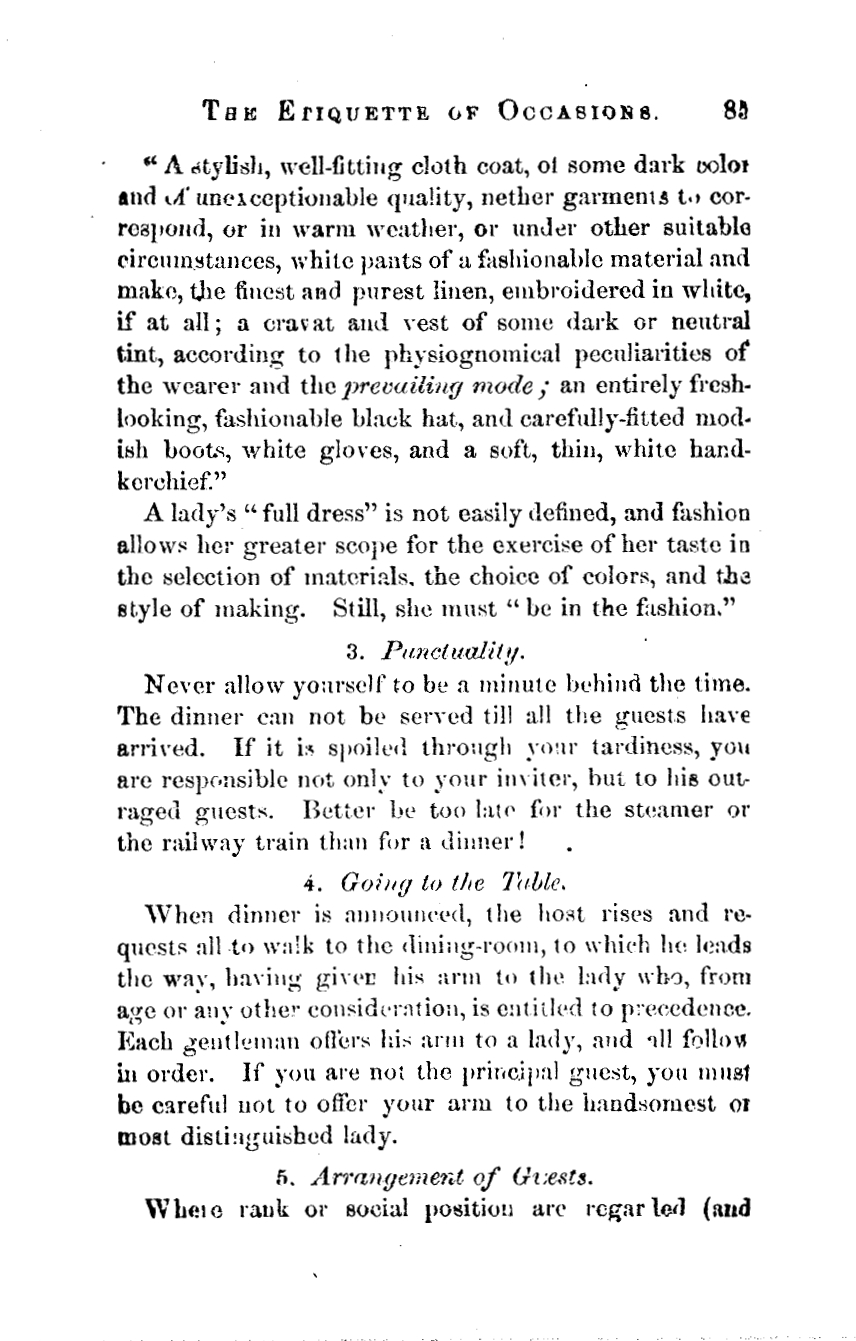 THE ETIQUETTE OF OCCASIONS. 85
“ A stylish, well-fitting cloth coat, of some dark color
and of unexceptionable quality, nether garments to cor-
respond, or in warm weather, or under other suitable
circumstances, white pants of a fashionable material and
make, the finest and purest linen, embroidered in white,
if at all; a cravat and vest of some dark or neutral
tint, according to the physiognomical peculiarities of
the wearer and the prevailing mode; an entirely fresh-
looking, fashionable black hat, and carefully-fitted mod-
ish boots, white gloves, and a soft, thin, white hand-
kerchief.”
A lady’s “ full dress” is not easily defined, and fashion
allows her greater scope for the exercise of her taste in
the selection of materials, the choice of colors, and the
style of making. Still, she must “ be in the fashion.”
3. Punctuality.
Never allow yourself to be a minute behind the time.
The dinner can not be served till all the guests have
arrived. If it is spoiled through your tardiness, you
are responsible not only to your inviter, but to his out-
raged guests. Better be too late for the steamer or
the railway train than for a dinner!
4. Going to the Table.
When dinner is announced, the host rises and re-
quests all to walk to the dining-room, to which he leads
the way, having given his arm to the lady who, from
age or any other consideration, is entitled to precedence.
Each gentleman offers his arm to a lady, and all follow
in order. If you are not the principal guest, you must
be careful not to offer your arm to the handsomest or
most distinguished lady.
5. Arrangement of Guests.
Where rank or social position are regarded (and